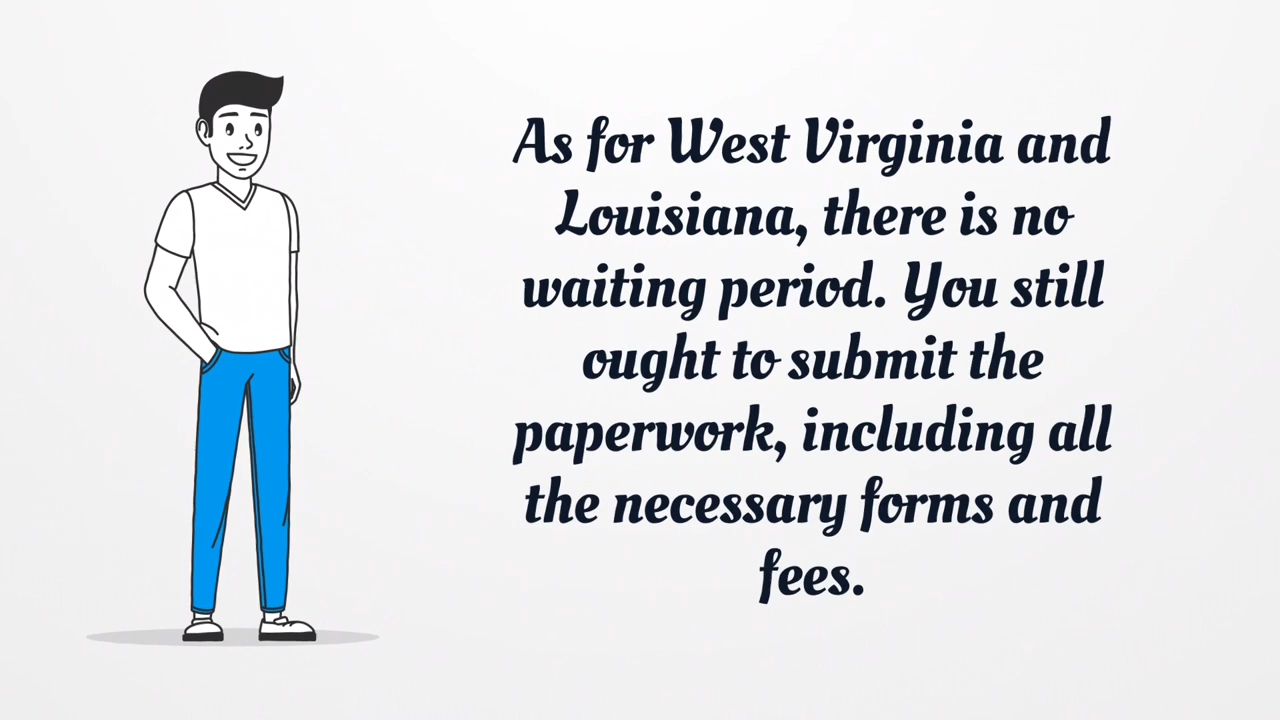 As for West Virginia and
Louisiana, there is no
waiting period. You still
ought to submit the
paperwork, including all
the necessary forms and
fees.